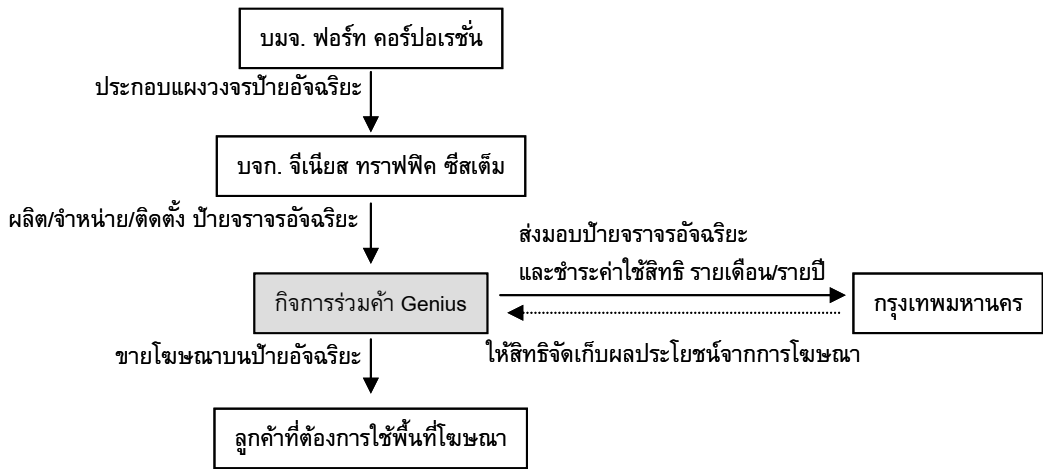 บมจ. ฟอร์ท คอร์ปอเรชั่น
ประกอบแผงวงจรป้ายอัจฉริยะ
บจก. จีเนียส ทราฟฟิค ซีสเต็ม
ผลิต/จำหน่าย/ติดตั้ง ป้ายจราจรอัจฉริยะ
ส่งมอบป้ายจราจรอัจฉริยะ
และชำระค่าใช้สิทธิ รายเดือน/รายปี
กิจการร่วมค้า Genius
กรุงเทพมหานคร
ขายโฆษณาบนป้ายอัจฉริยะ
ให้สิทธิจัดเก็บผลประโยชน์จากการโฆษณา
ลูกค้าที่ต้องการใช้พื้นที่โฆษณา